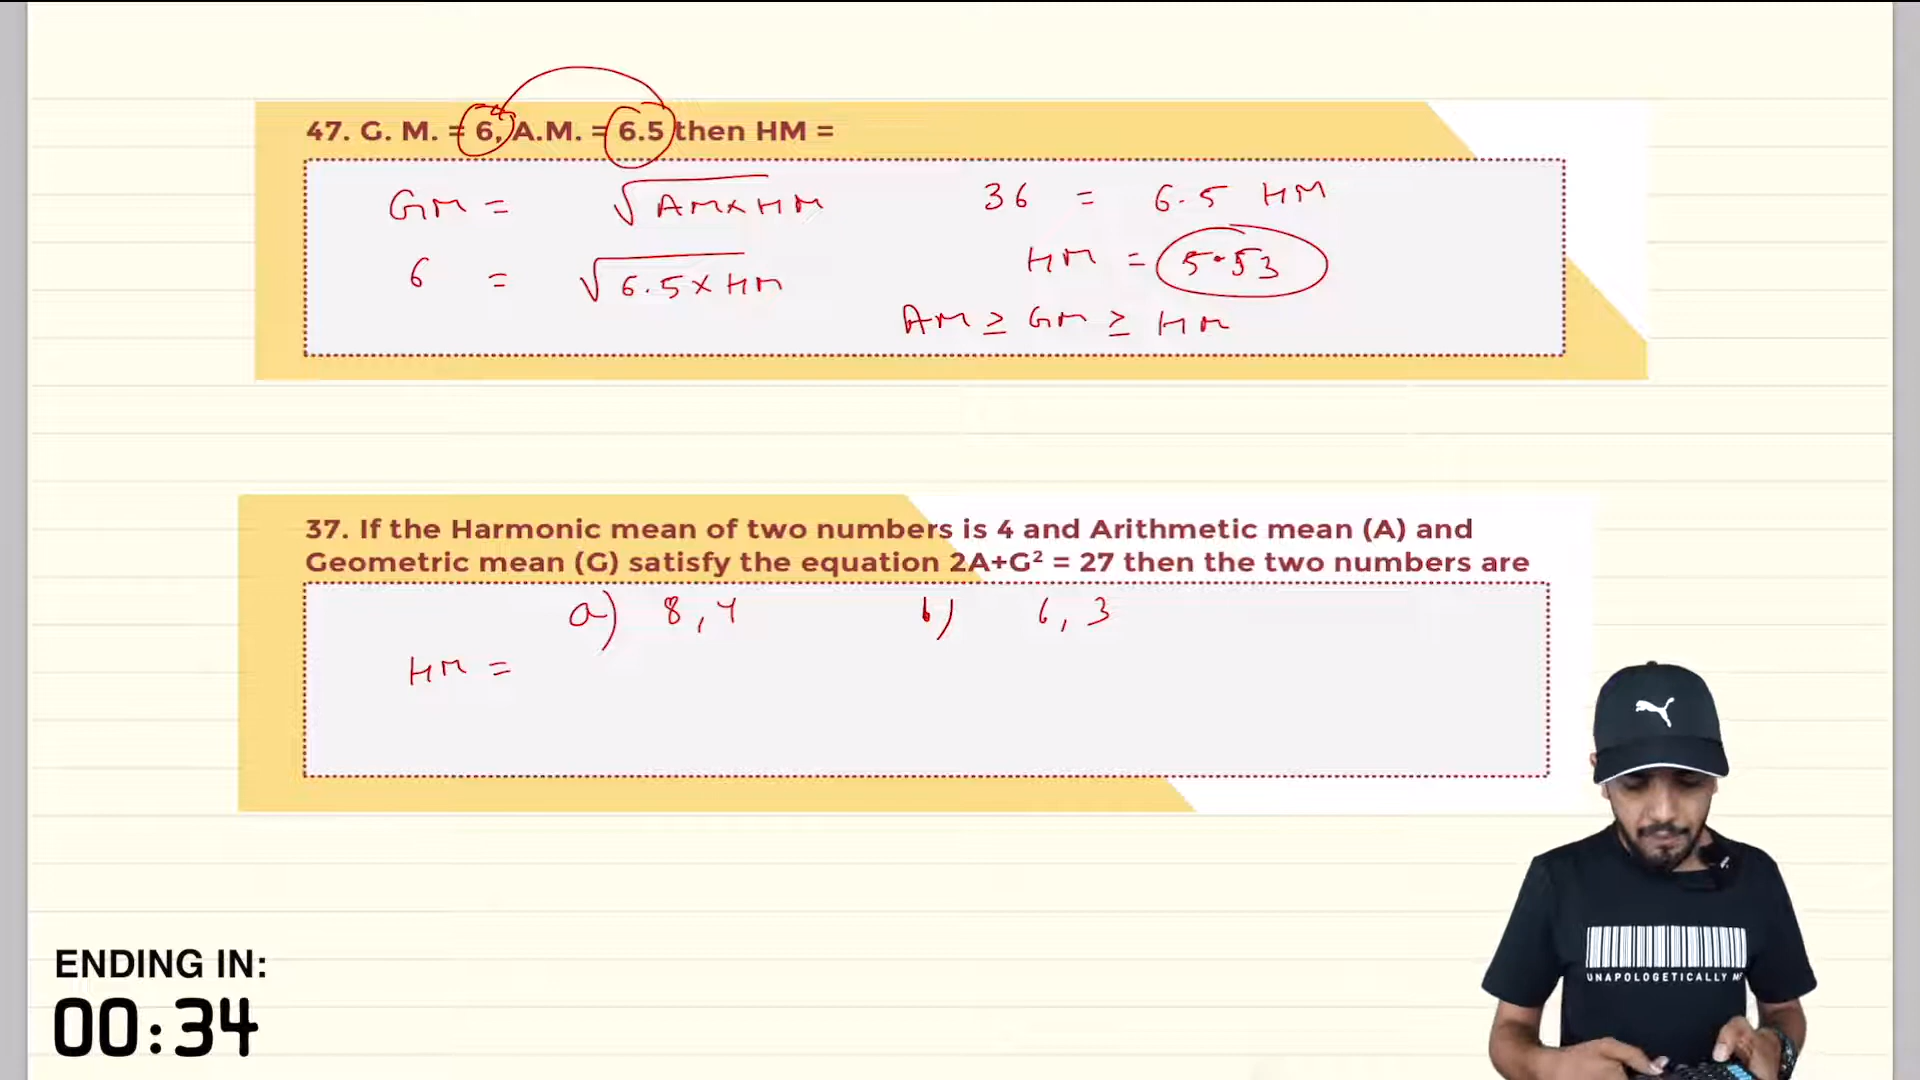 47. G. M. = 6, A.M. = 6.5 then HM =
GM = √AM×HM
36 = 6.5 HM
6 = √6.5×HM
HM = 5.53
AM ≥ GM ≥ HM
37. If the Harmonic mean of two numbers is 4 and Arithmetic mean (A) and
Geometric mean (G) satisfy the equation 2A+G² = 27 then the two numbers are
a) 8, 4 b) 6, 3
HM =
ENDING IN:
00:34
UNAPOLOGETICALLY